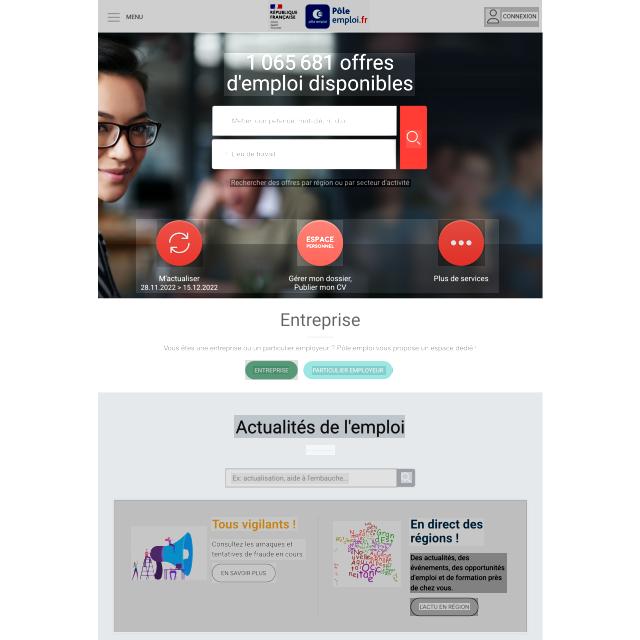 RÉPUBLIQUE
FRANÇAISE
pôle emploi
Pôle
emploi.fr
MENU
CONNEXION
1 065 681 offres
d'emploi disponibles
Lieu de travail
Rechercher des offres par région ou par secteur d'activité
ESPACE
PERSONNEL
M'actualiser
28.11.2022 > 15.12.2022
Gérer mon dossier,
Publier mon CV
Plus de services
Entreprise
Vous êtes une entreprise ou un particulier employeur ? Pôle emploi vous propose un espace dédié !
ENTREPRISE
PARTICULIER EMPLOYEUR
Actualités de l'emploi
Ex: actualisation, aide à l'embauche...
Tous vigilants !
Consultez les arnaques et
tentatives de fraude en cours
EN SAVOIR PLUS
En direct des
régions !
Des actualités, des
événements, des opportunités
d'emploi et de formation près
de chez vous.
L'ACTU EN RÉGION